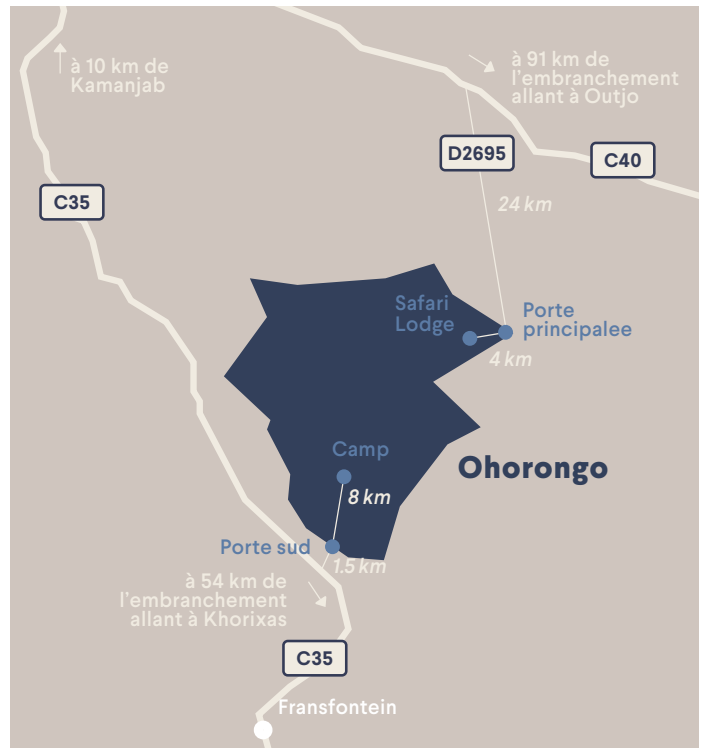 à 10 km de
Kamanjab
à 91 km de
l'embranchement
allant à Outjo
D2695
C40
C35
24 km
Safari
Lodge
Porte
principalee
4 km
Camp
Ohorongo
8 km
Porte sud
1.5 km
à 54 km de
l'embranchement
allant à Khorixas
C35
Fransfontein